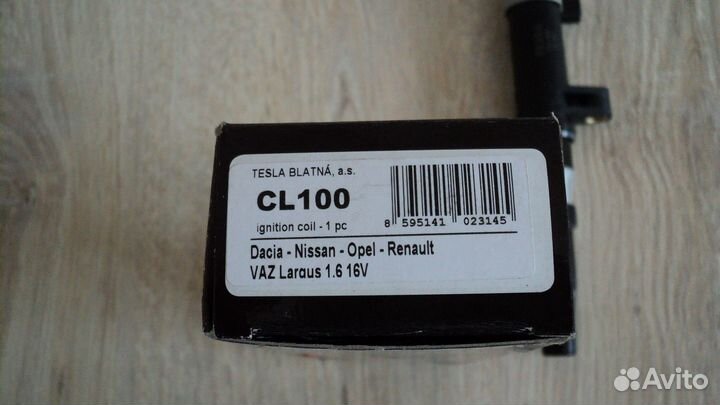 TESLA BLATNÁ, a.s.
CL100
ignition coil - 1 pc
8 595141 023145
Dacia - Nissan - Opel - Renault
VAZ Largus 1.6 16V
Avito